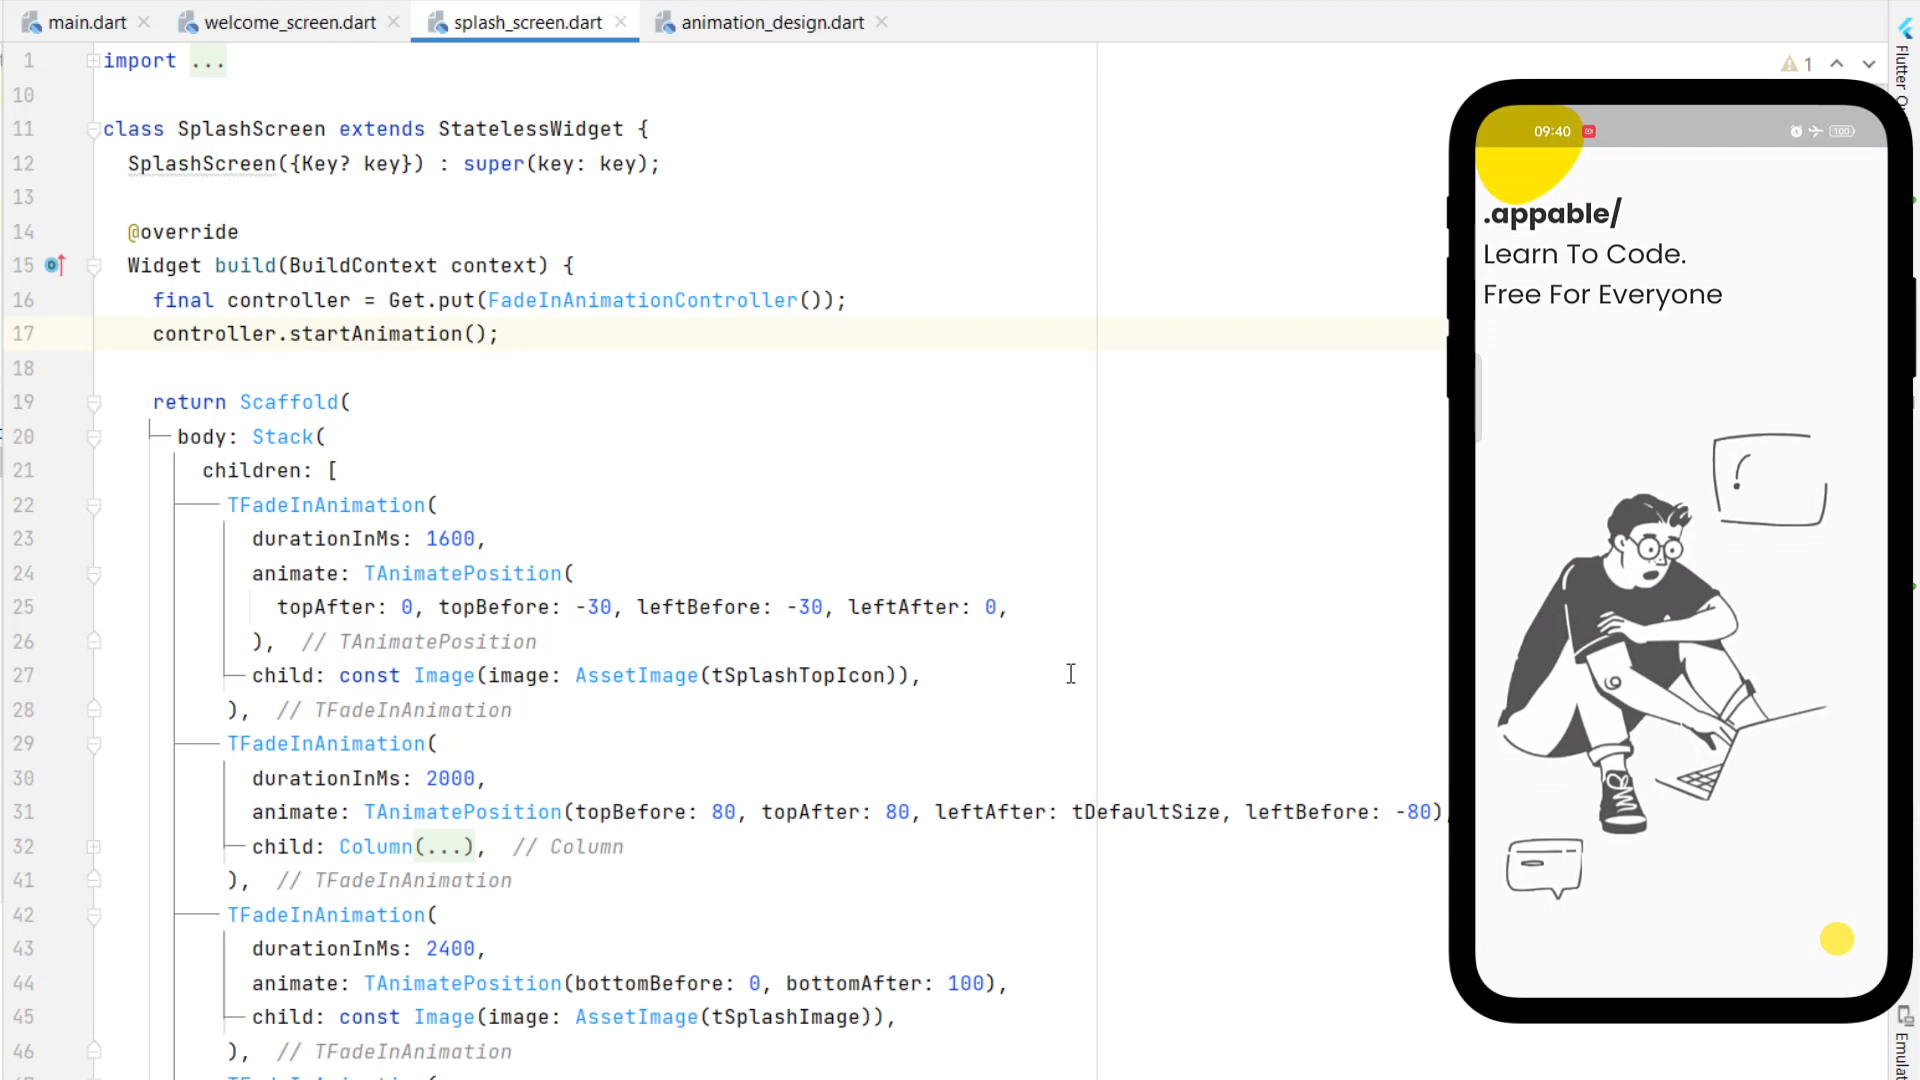 main.dart welcome_screen.dart splash_screen.dart animation_design.dart
1 import ...
1
10
11 class SplashScreen extends StatelessWidget {
12 SplashScreen({Key? key}) : super(key: key);
13
14 @override
15 Widget build(BuildContext context) {
16 final controller = Get.put(FadeInAnimationController());
17 controller.startAnimation();
18
19 return Scaffold(
20 body: Stack(
21 children: [
22 TFadeInAnimation(
23 durationInMs: 1600,
24 animate: TAnimatePosition(
25 topAfter: 0, topBefore: -30, leftBefore: -30, leftAfter: 0,
26 ), // TAnimatePosition
27 child: const Image(image: AssetImage(tSplashTopIcon)),
28 ), // TFadeInAnimation
29 TFadeInAnimation(
30 durationInMs: 2000,
31 animate: TAnimatePosition(topBefore: 80, topAfter: 80, leftAfter: tDefaultSize, leftBefore: -80)
32 child: Column(...), // Column
41 ), // TFadeInAnimation
42 TFadeInAnimation(
43 durationInMs: 2400,
44 animate: TAnimatePosition(bottomBefore: 0, bottomAfter: 100),
45 child: const Image(image: AssetImage(tSplashImage)),
46 ), // TFadeInAnimation
09:40 100
.appable/
Learn To Code.
Free For Everyone
Flutter